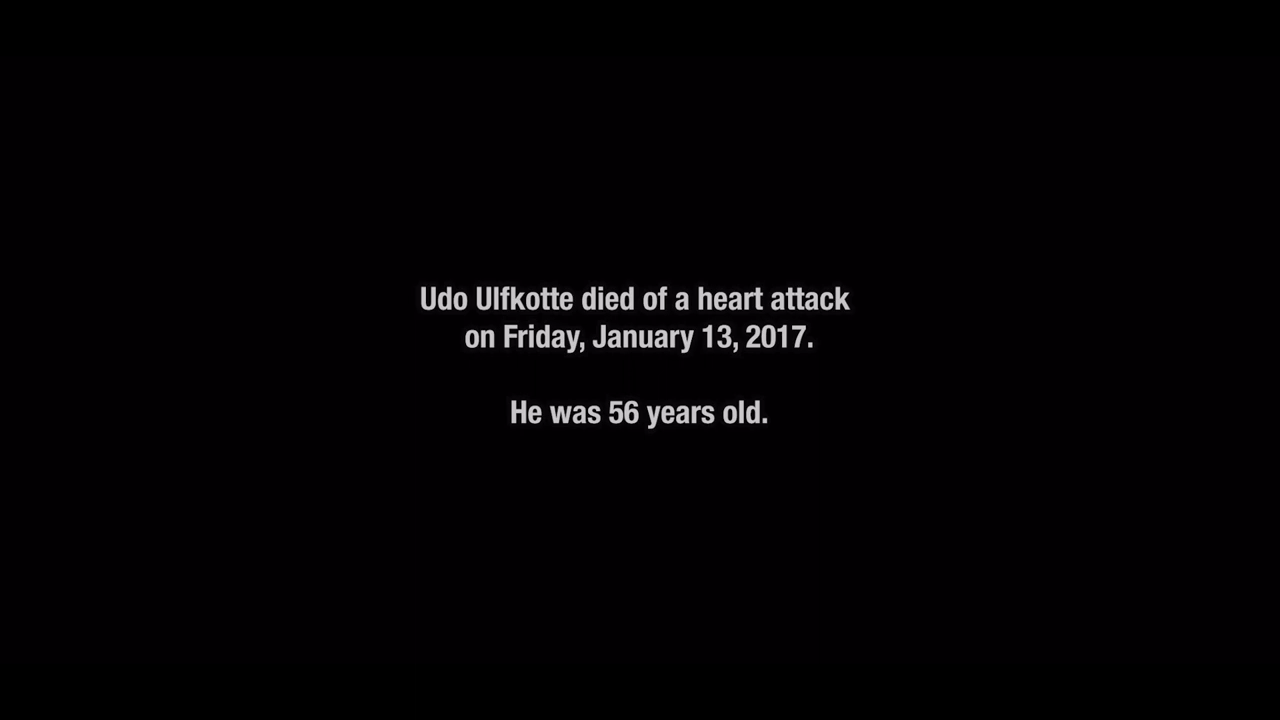 Udo Ulfkotte died of a heart attack
on Friday, January 13, 2017.
He was 56 years old.